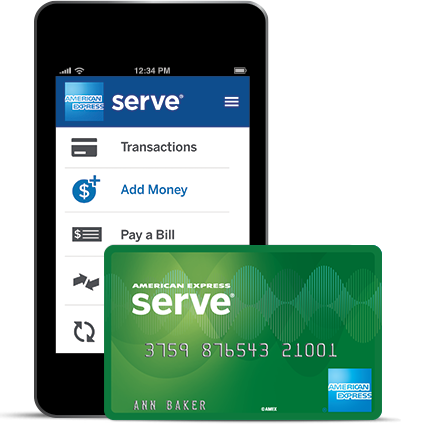 12:34 PM
AMERICAN EXPRESS
serve®
Transactions
Add Money
Pay a Bill
AMERICAN EXPRESS
serve®
3759 876543 21001
AMERICAN EXPRESS
ANN BAKER
©AMEX